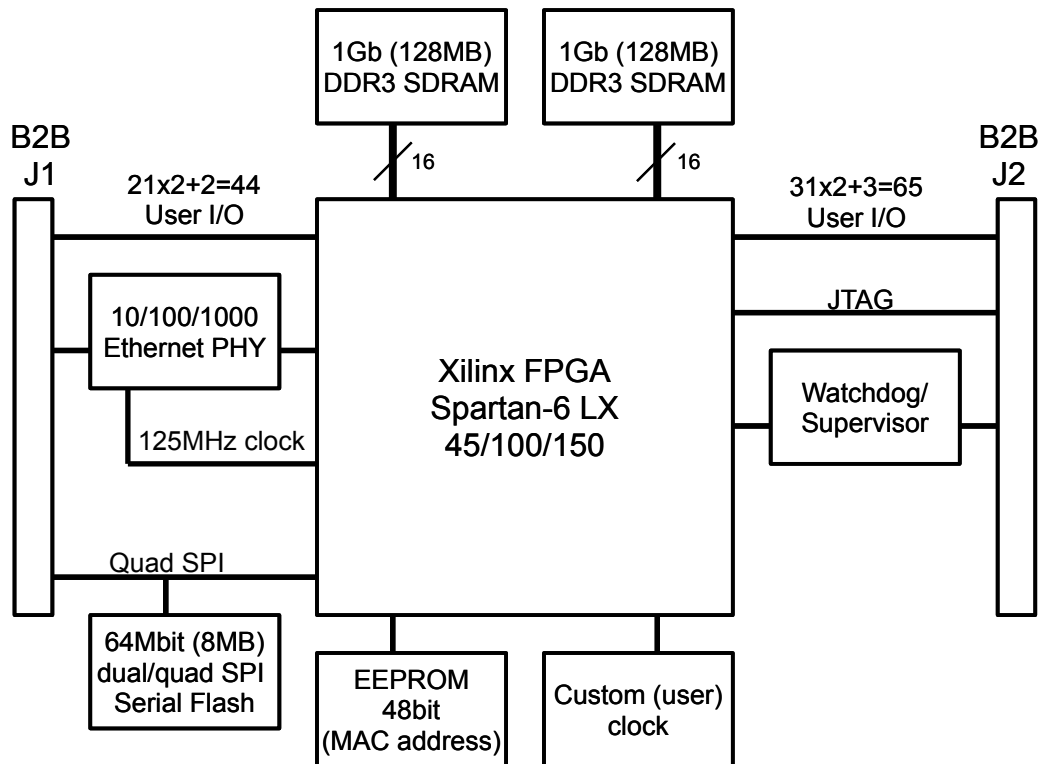 1Gb (128MB)
DDR3 SDRAM
1Gb (128MB)
DDR3 SDRAM
16
16
B2B
J1
B2B
J2
21x2+2=44
User I/O
31x2+3=65
User I/O
10/100/1000
Ethernet PHY
JTAG
Xilinx FPGA
Spartan-6 LX
45/100/150
Watchdog/
Supervisor
125MHz clock
Quad SPI
64Mbit (8MB)
dual/quad SPI
Serial Flash
EEPROM
48bit
(MAC address)
Custom (user)
clock